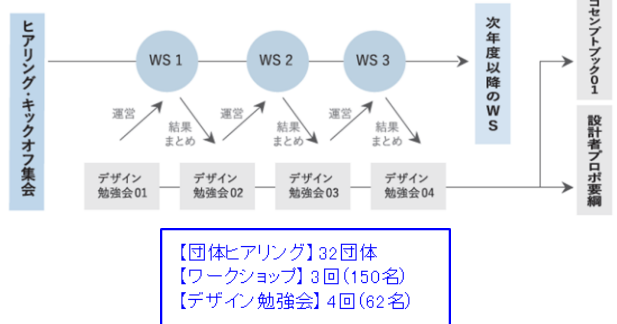 ヒアリング・キックオフ集会
WS 1
WS 2
WS 3
次年度以降のWS
コンセプトブック01
運営
結果
まとめ
運営
結果
まとめ
運営
結果
まとめ
デザイン
勉強会01
デザイン
勉強会02
デザイン
勉強会03
デザイン
勉強会04
設計者プロポ要綱
【団体ヒアリング】32団体
【ワークショップ】3回(150名)
【デザイン勉強会】4回(62名)